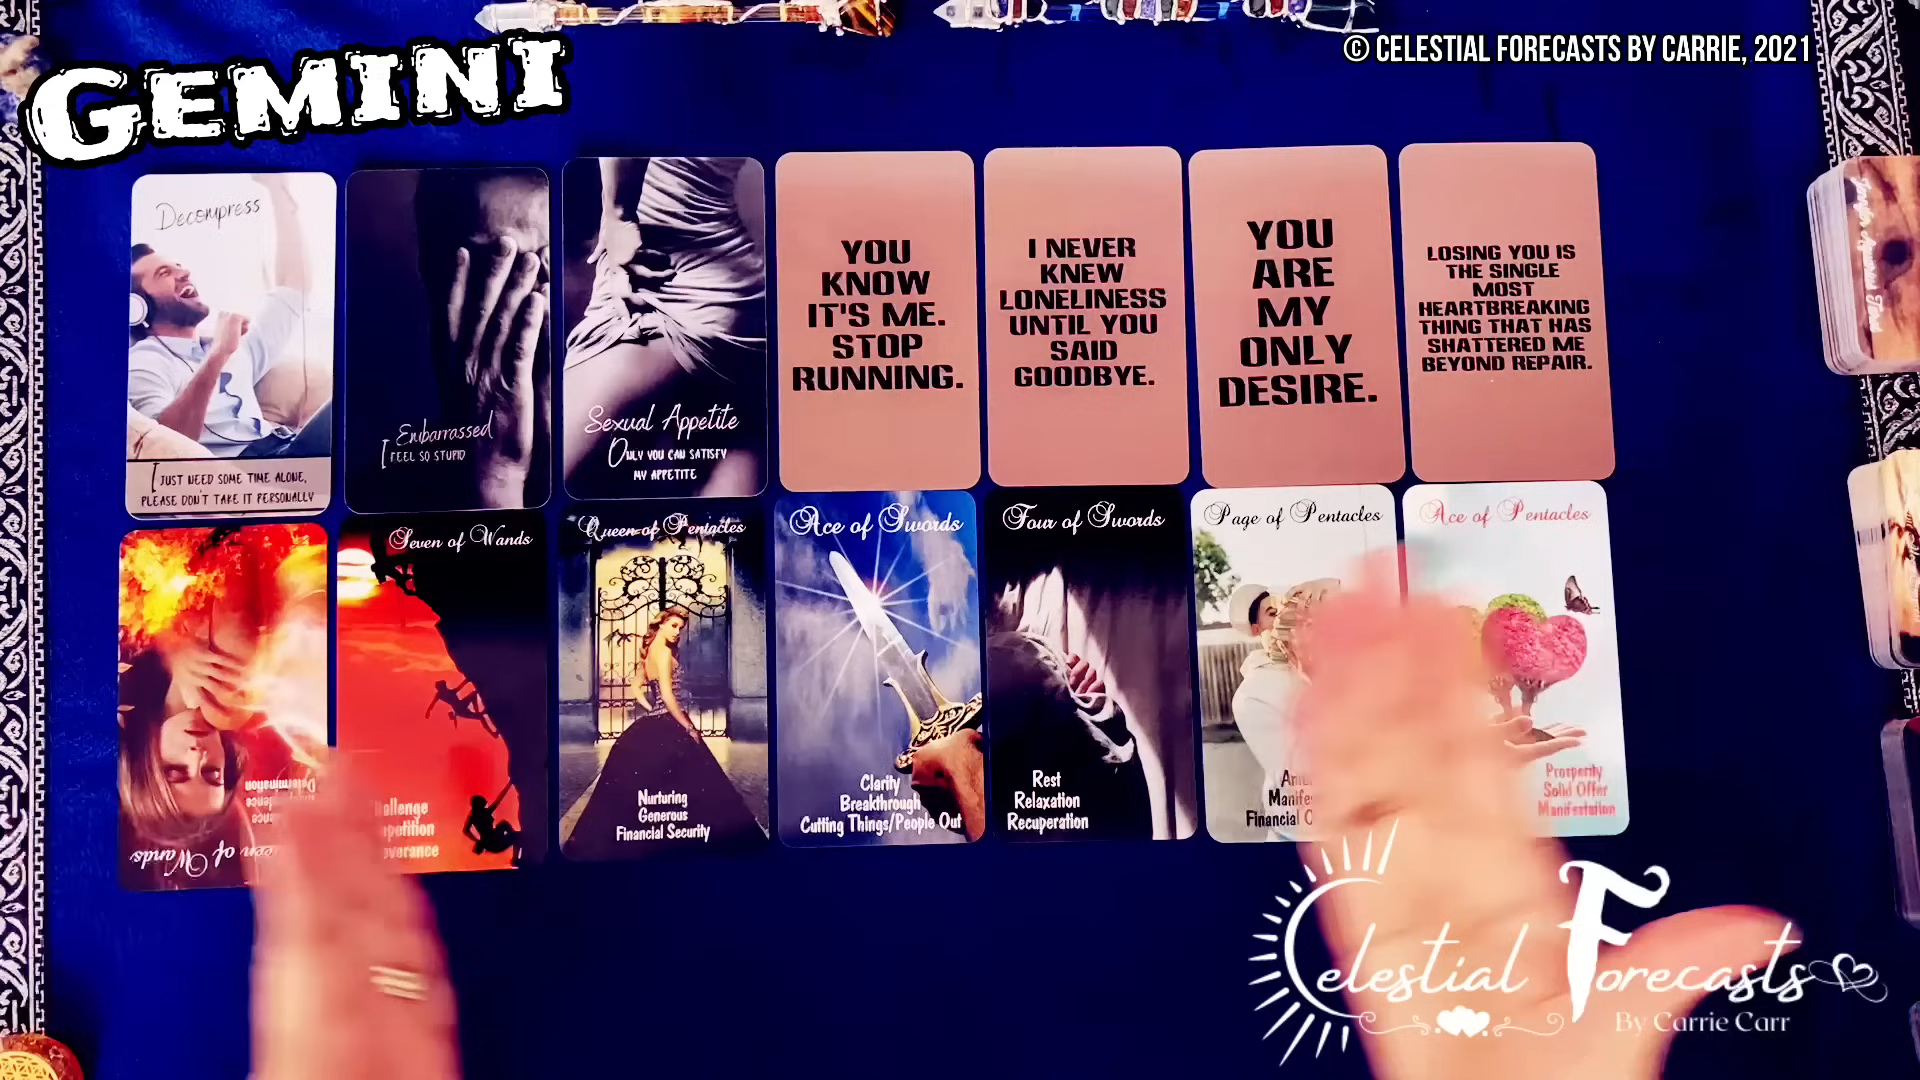 GEMINI
© CELESTIAL FORECASTS BY CARRIE, 2021
Decompress
I JUST NEED SOME TIME ALONE,
PLEASE DON'T TAKE IT PERSONALLY
Embarrassed
I FEEL SO STUPID
Sexual Appetite
ONLY YOU CAN SATISFY
MY APPETITE
YOU
KNOW
IT'S ME.
STOP
RUNNING.
I NEVER
KNEW
LONELINESS
UNTIL YOU
SAID
GOODBYE.
YOU
ARE
MY
ONLY
DESIRE.
LOSING YOU IS
THE SINGLE
MOST
HEARTBREAKING
THING THAT HAS
SHATTERED ME
BEYOND REPAIR.
Determination
of Wands
Seven of Wands
Queen of Pentacles
Nurturing
Generous
Financial Security
Ace of Swords
Clarity
Breakthrough
Cutting Things/People Out
Four of Swords
Rest
Relaxation
Recuperation
Page of Pentacles
Financial
Ace of Pentacles
Prosperity
Solid Offer
Manifestation
Celestial Forecasts
By Carrie Carr